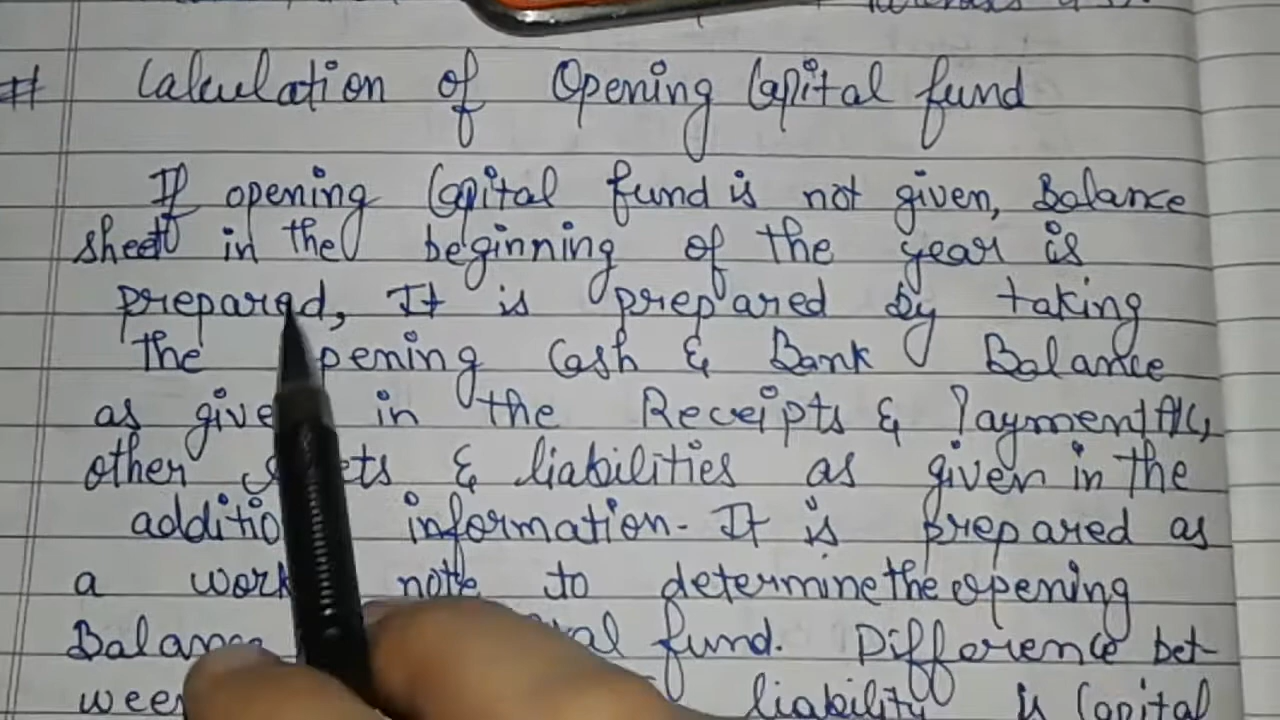 # Calculation of Opening Capital fund
If opening Capital fund is not given, Balance
sheet in the beginning of the year is
prepared, It is prepared by taking
the pening Cash & Bank Balance
as give in the Receipts & Payment A/c,
other ts & liabilities as given in the
additio information. It is prepared as
a work note to determine the opening
Balance al fund. Difference bet-
ween liability is Capital